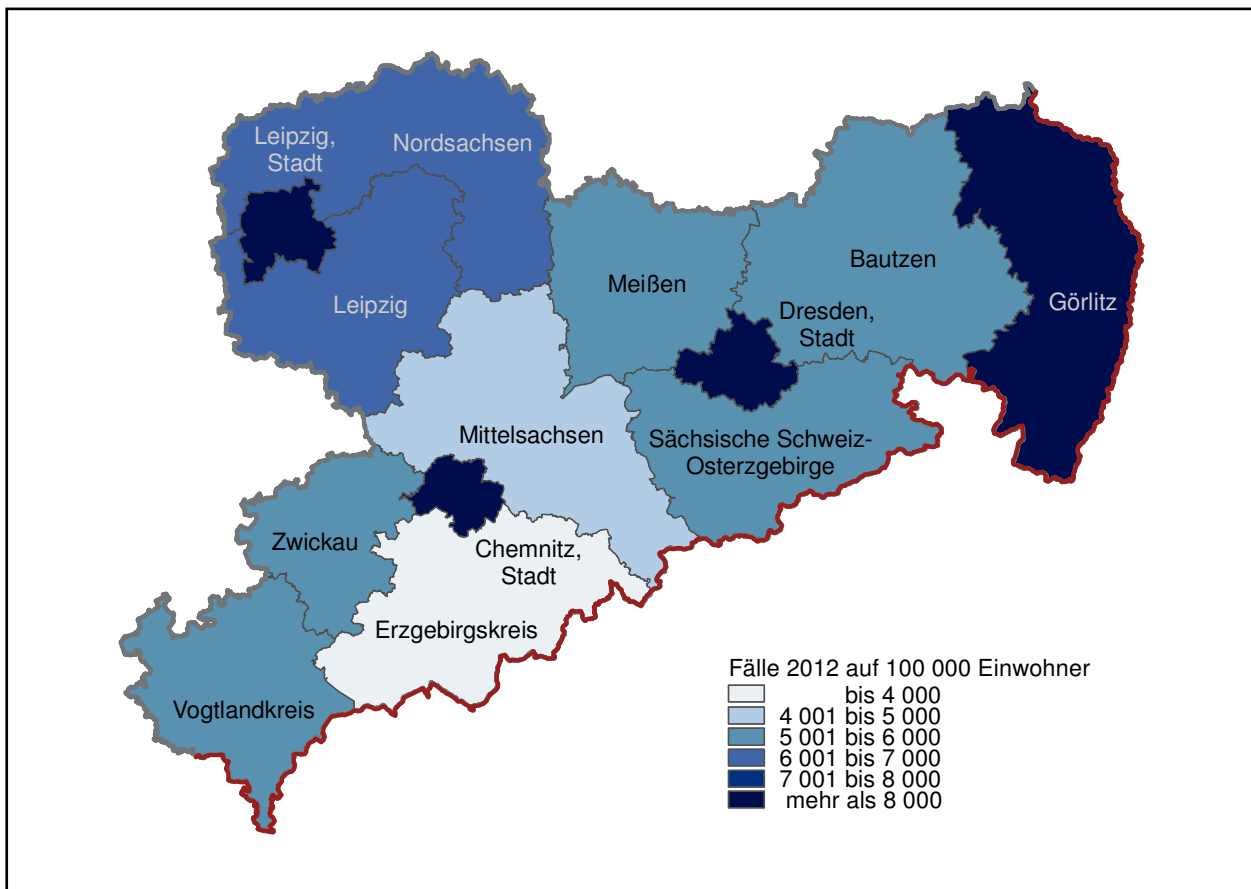 Leipzig,
Stadt
Nordsachsen
Leipzig
Meißen
Bautzen
Dresden,
Stadt
Görlitz
Mittelsachsen
Sächsische Schweiz-
Osterzgebirge
Zwickau
Chemnitz,
Stadt
Erzgebirgskreis
Vogtlandkreis
Fälle 2012 auf 100 000 Einwohner
bis 4 000
4 001 bis 5 000
5 001 bis 6 000
6 001 bis 7 000
7 001 bis 8 000
mehr als 8 000